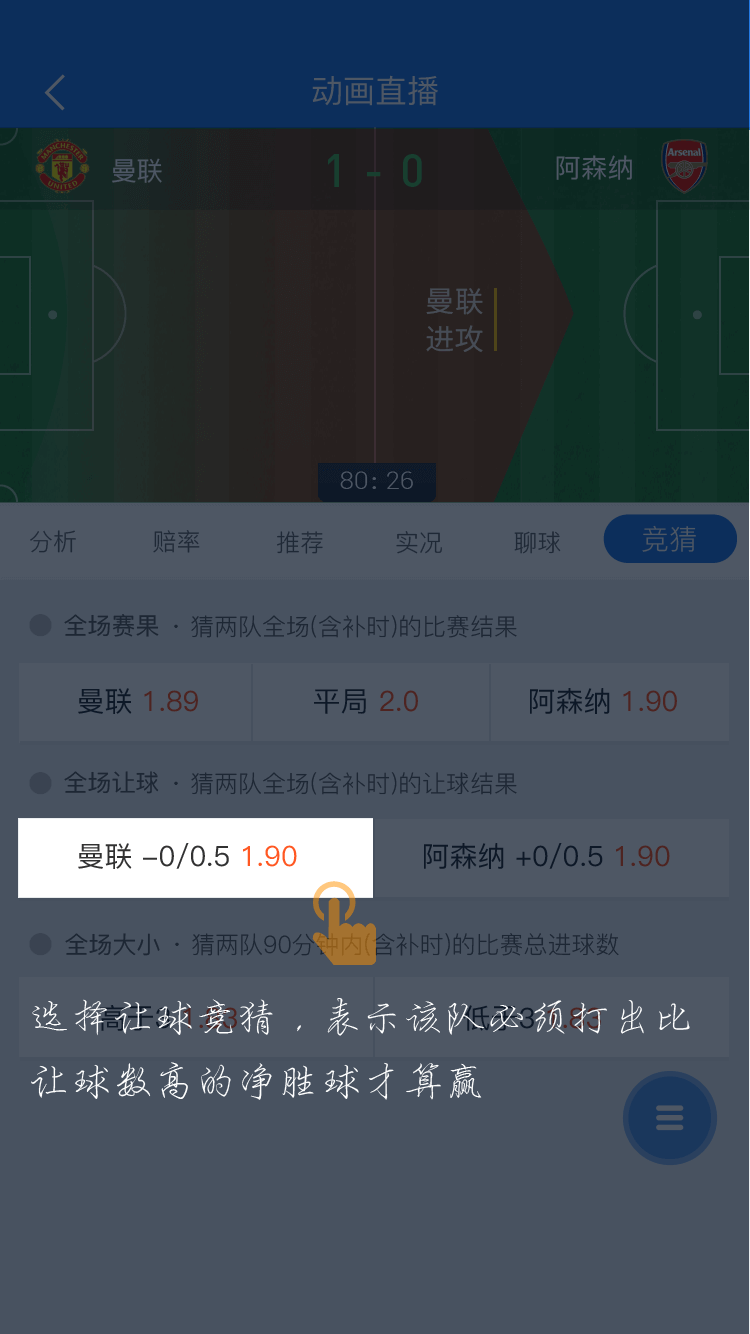 动画直播
MANCHESTER UNITED
曼联
1 - 0
阿森纳
Arsenal
曼联
进攻
80: 26
分析 赔率 推荐 实况 聊球 竞猜
全场赛果 · 猜两队全场(含补时)的比赛结果
曼联 1.89 平局 2.0 阿森纳 1.90
全场让球 · 猜两队全场(含补时)的让球结果
曼联 –0/0.5 1.90 阿森纳 +0/0.5 1.90
全场大小 · 猜两队90分钟内(含补时)的比赛总进球数
选择让球竞猜，表示该队必须打出比
让球数高的净胜球才算赢